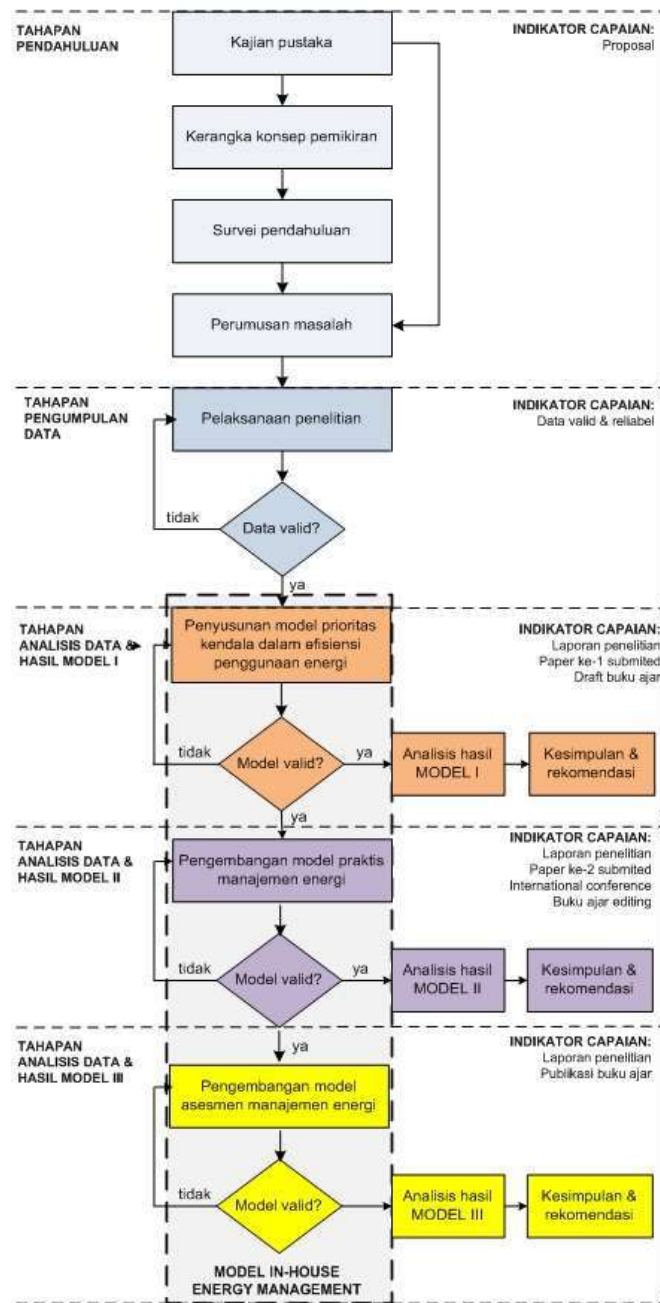 TAHAPAN
PENDAHULUAN
Kajian pustaka
INDIKATOR CAPAIAN:
Proposal
Kerangka konsep pemikiran
Survei pendahuluan
Perumusan masalah
TAHAPAN
PENGUMPULAN
DATA
Pelaksanaan penelitian
INDIKATOR CAPAIAN:
Data valid & reliabel
tidak
Data valid?
ya
TAHAPAN
ANALISIS DATA &
HASIL MODEL I
Penyusunan model prioritas
kendala dalam efisiensi
penggunaan energi
INDIKATOR CAPAIAN:
Laporan penelitian
Paper ke-1 submited
Draft buku ajar
tidak
Model valid?
ya
Analisis hasil
MODEL I
Kesimpulan &
rekomendasi
ya
TAHAPAN
ANALISIS DATA &
HASIL MODEL II
Pengembangan model praktis
manajemen energi
INDIKATOR CAPAIAN:
Laporan penelitian
Paper ke-2 submited
International conference
Buku ajar editing
tidak
Model valid?
ya
Analisis hasil
MODEL II
Kesimpulan &
rekomendasi
ya
TAHAPAN
ANALISIS DATA &
HASIL MODEL III
Pengembangan model
asesmen manajemen energi
INDIKATOR CAPAIAN:
Laporan penelitian
Publikasi buku ajar
tidak
Model valid?
Analisis hasil
MODEL III
Kesimpulan &
rekomendasi
MODEL IN-HOUSE
ENERGY MANAGEMENT